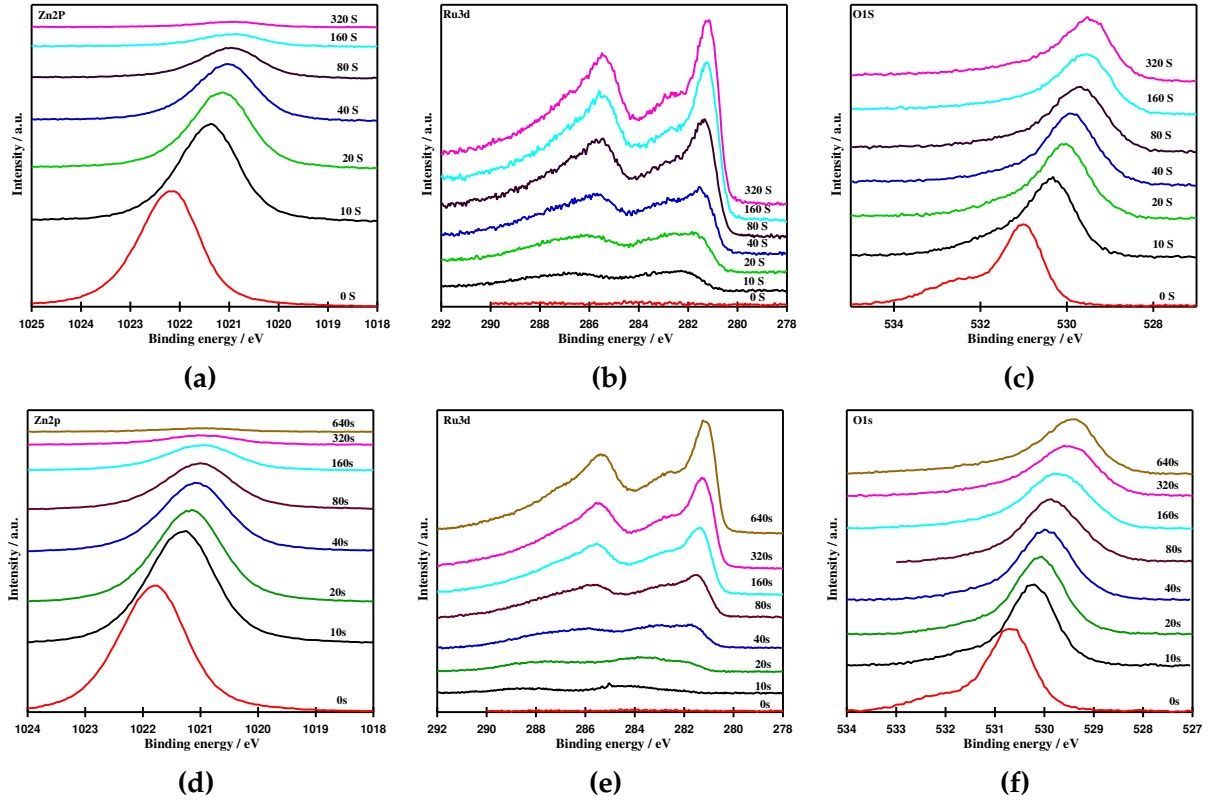 Zn2P
320 S
160 S
80 S
40 S
20 S
10 S
0 S
Intensity / a.u.
1025 1024 1023 1022 1021 1020 1019 1018
Binding energy / eV
(a)
Ru3d
320 S
160 S
80 S
40 S
20 S
10 S
0 S
Intensity / a.u.
292 290 288 286 284 282 280 278
Binding energy / eV
(b)
O1S
320 S
160 S
80 S
40 S
20 S
10 S
0 S
Intensity / a.u.
534 532 530 528
Binding energy / eV
(c)
Zn2p
640s
320s
160s
80s
40s
20s
10s
0s
Intensity / a.u.
1024 1023 1022 1021 1020 1019 1018
Binding energy / eV
(d)
Ru3d
640s
320s
160s
80s
40s
20s
10s
0s
Intensity / a.u.
292 290 288 286 284 282 280 278
Binding energy / eV
(e)
O1s
640s
320s
160s
80s
40s
20s
10s
0s
Intensity / a.u.
534 533 532 531 530 529 528 527
Binding energy / eV
(f)